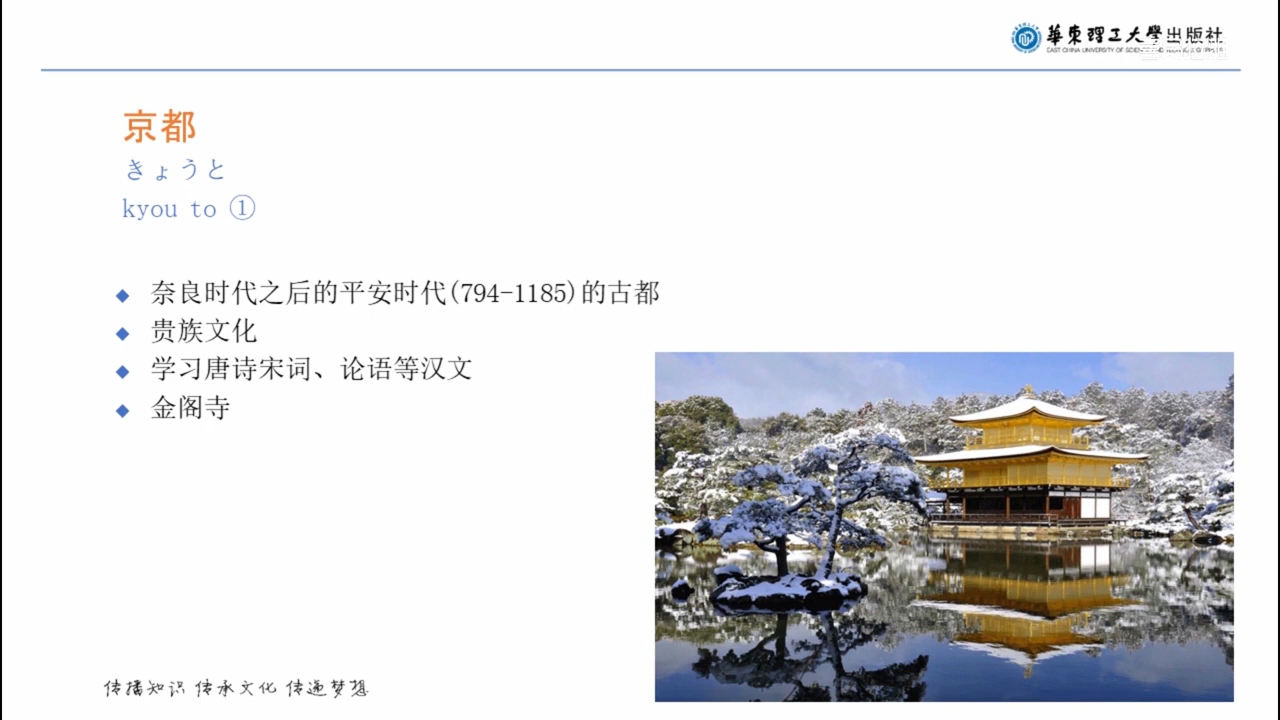 華東理工大學出版社
京都
きょうと
kyou to ①
◆ 奈良时代之后的平安时代(794-1185)的古都
◆ 贵族文化
◆ 学习唐诗宋词、论语等汉文
◆ 金阁寺
传播知识 传承文化 传递梦想